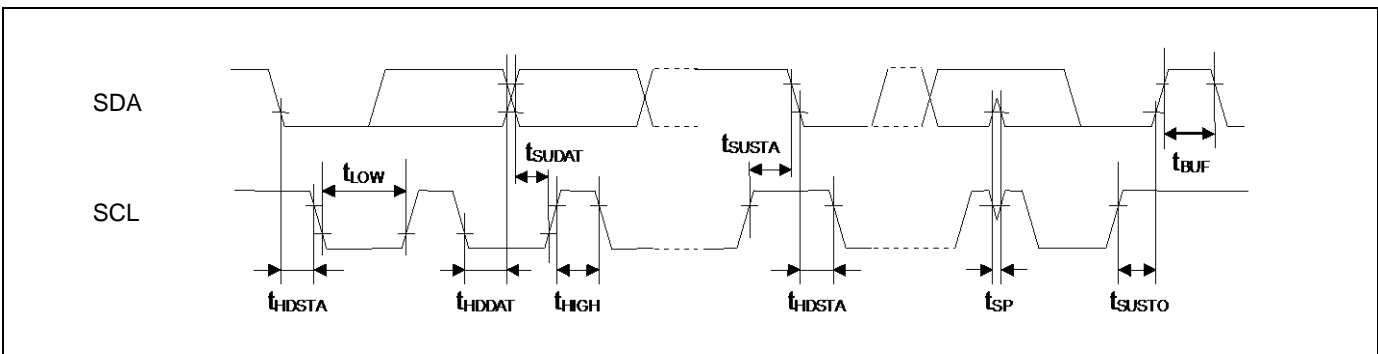 SDA
tSUDAT
tSUSTA
tBUF
tLOW
SCL
tHDSTA
tHDDAT
tHIGH
tHDSTA
tSP
tSUSTO